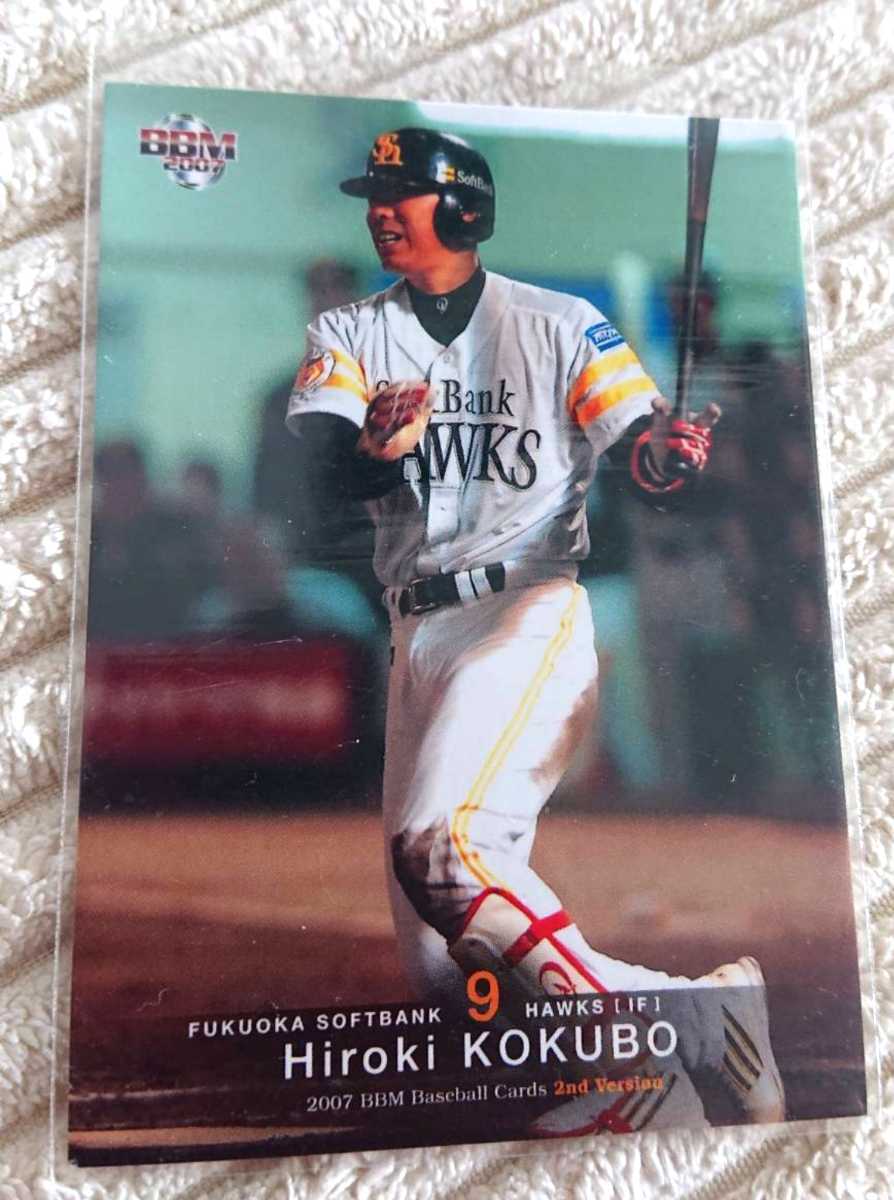 BBM
2007
SH
SoftBank
SoftBank
HAWKS
FUKUOKA SOFTBANK 9 HAWKS [IF]
Hiroki KOKUBO
2007 BBM Baseball Cards 2nd Version